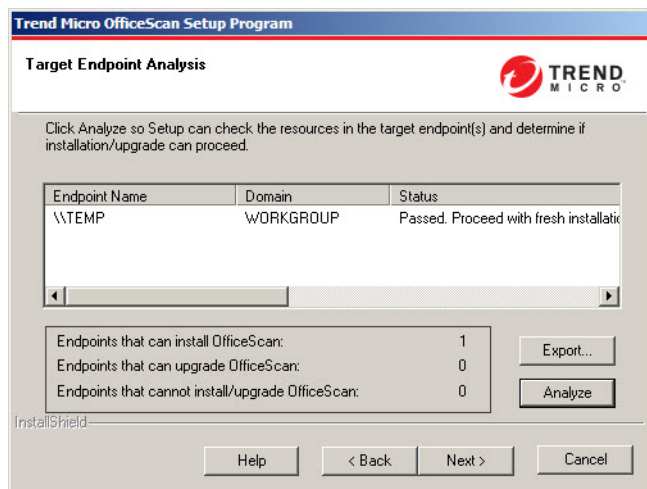 Trend Micro OfficeScan Setup Program
Target Endpoint Analysis
TREND
MICRO
Click Analyze so Setup can check the resources in the target endpoint(s) and determine if
installation/upgrade can proceed.
Endpoint Name Domain Status
\\TEMP WORKGROUP Passed. Proceed with fresh installatio
Endpoints that can install OfficeScan: 1
Endpoints that can upgrade OfficeScan: 0
Endpoints that cannot install/upgrade OfficeScan: 0
Export...
Analyze
InstallShield
Help < Back Next > Cancel